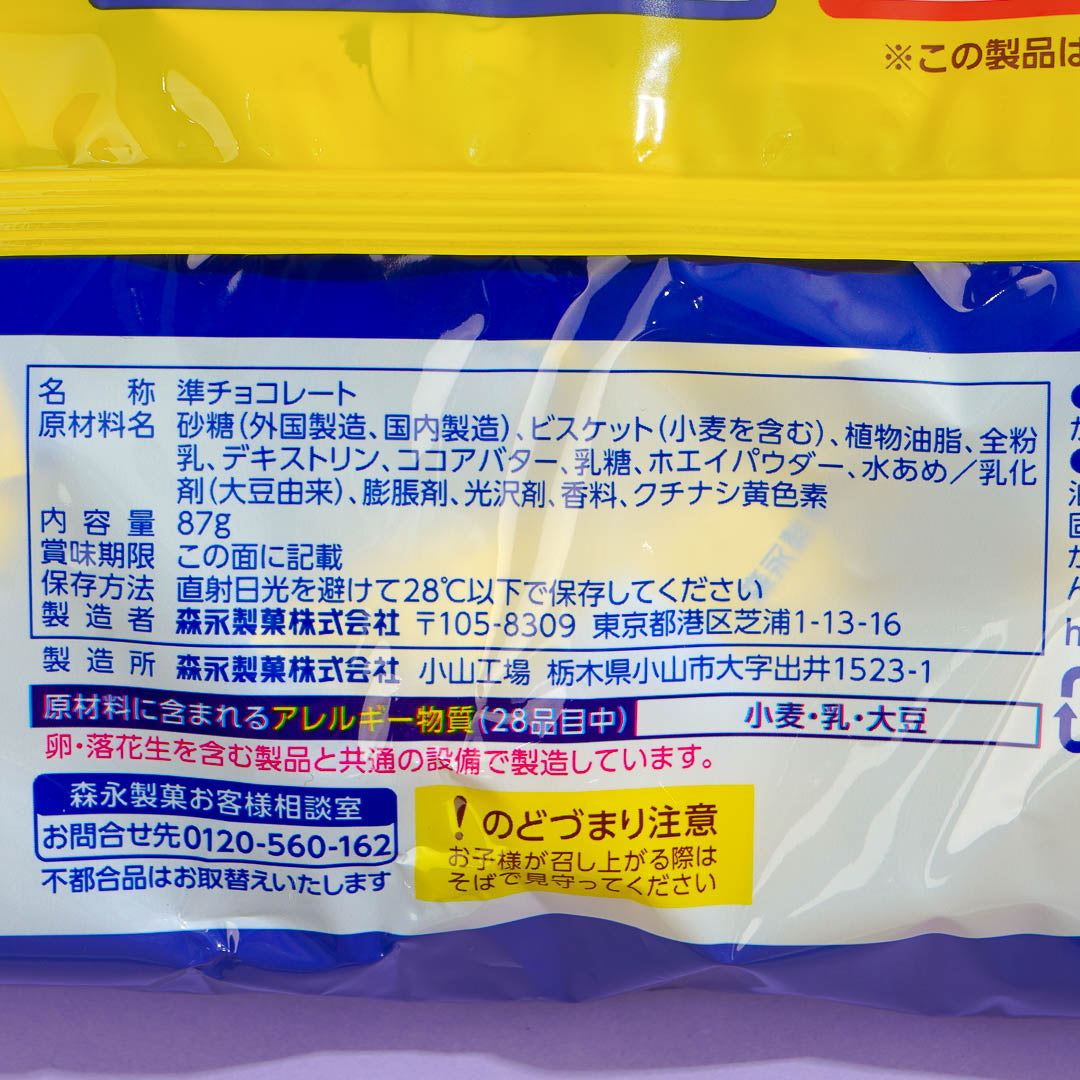 ※この製品は
名称 準チョコレート
原材料名 砂糖(外国製造、国内製造)、ビスケット(小麦を含む)、植物油脂、全粉
乳、デキストリン、ココアバター、乳糖、ホエイパウダー、水あめ/乳化
剤(大豆由来)、膨脹剤、光沢剤、香料、クチナシ黄色素
内容量 87g
賞味期限 この面に記載
保存方法 直射日光を避けて28℃以下で保存してください
製造者 森永製菓株式会社 〒105-8309 東京都港区芝浦1-13-16
製造所 森永製菓株式会社 小山工場 栃木県小山市大字出井1523-1
原材料に含まれるアレルギー物質(28品目中) 小麦・乳・大豆
卵・落花生を含む製品と共通の設備で製造しています。
森永製菓お客様相談室
お問合せ先0120-560-162
不都合品はお取替えいたします
！のどづまり注意
お子様が召し上がる際は
そばで見守ってください